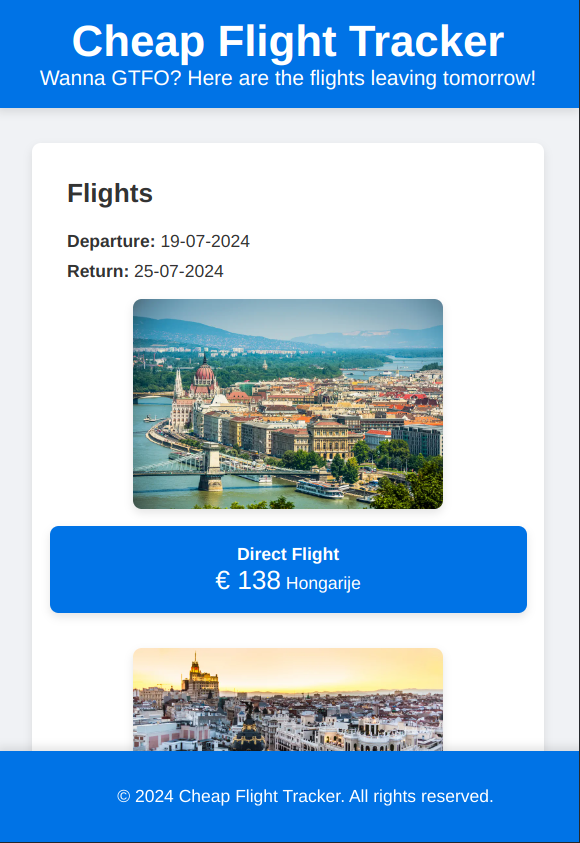 Cheap Flight Tracker
Wanna GTFO? Here are the flights leaving tomorrow!
Flights
Departure: 19-07-2024
Return: 25-07-2024
Direct Flight
€ 138 Hongarije
© 2024 Cheap Flight Tracker. All rights reserved.